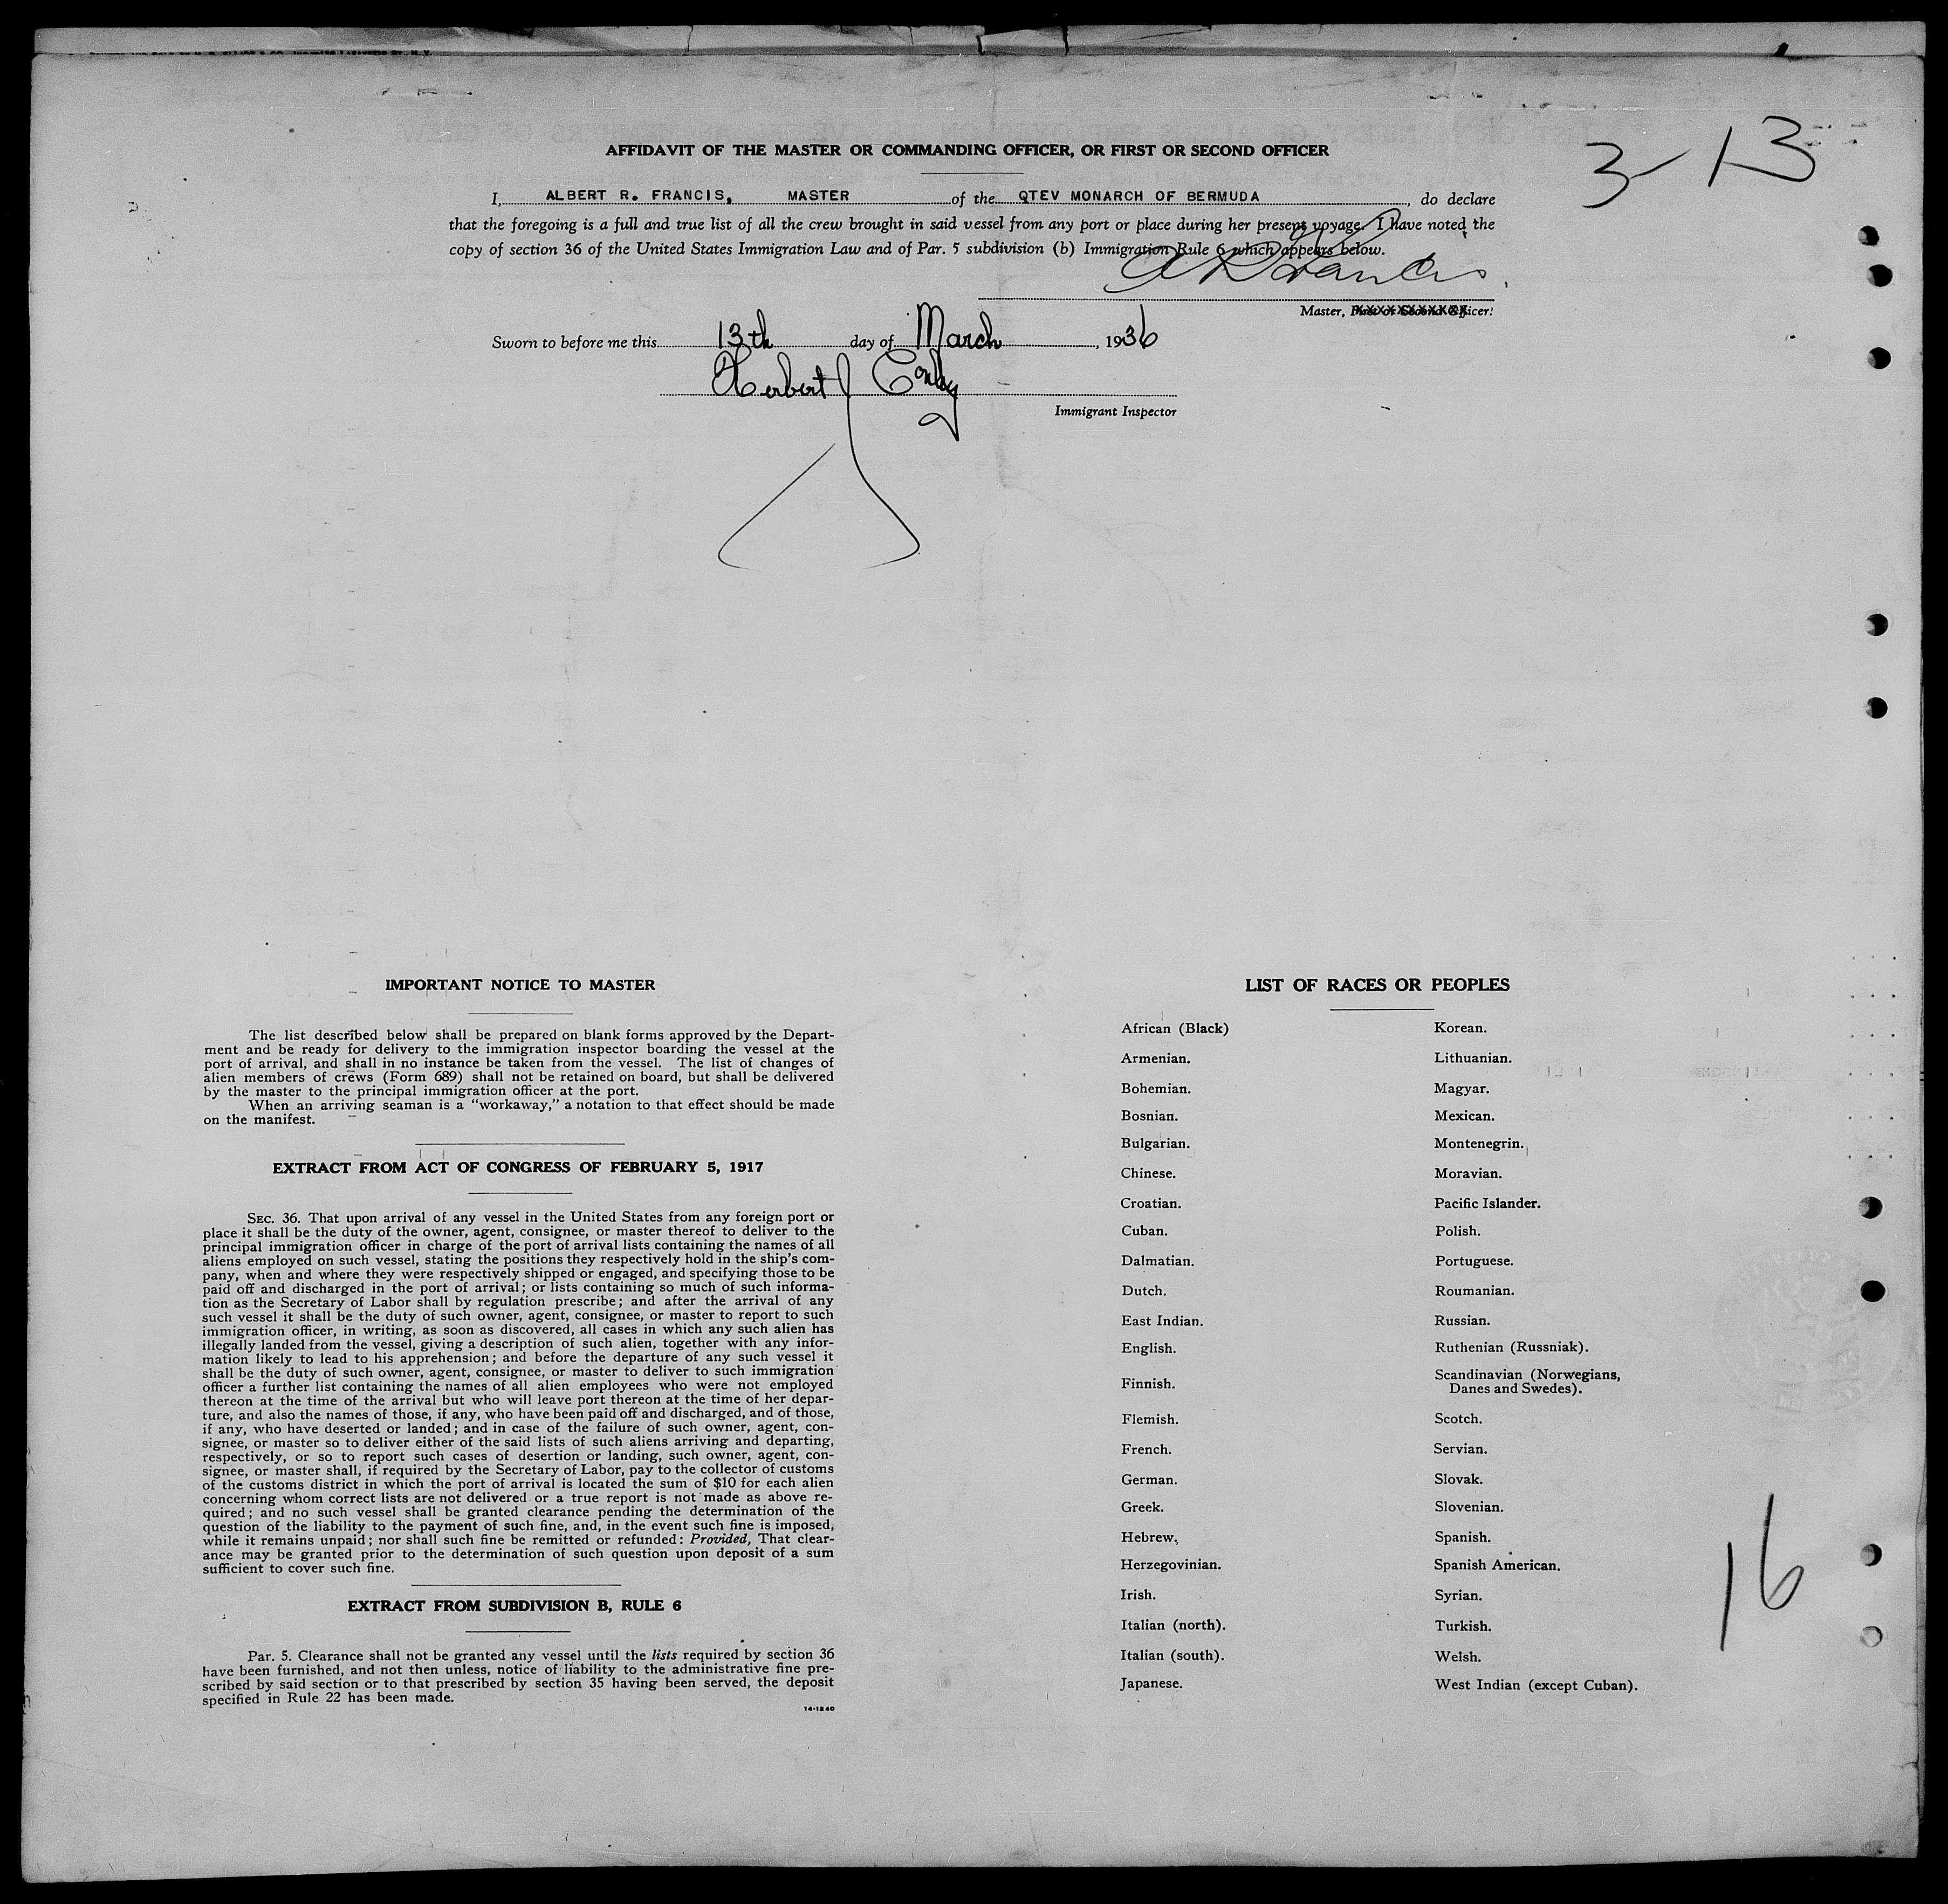 3-13
AFFIDAVIT OF THE MASTER OR COMMANDING OFFICER, OR FIRST OR SECOND OFFICER
I, ALBERT R. FRANCIS, MASTER of the QTEV MONARCH OF BERMUDA, do declare
that the foregoing is a full and true list of all the crew brought in said vessel from any port or place during her present voyage. I have noted the
copy of section 36 of the United States Immigration Law and of Par. 5 subdivision (b) Immigration Rule 6 which appears below.
A R Francis.
Master, First or Second Officer.
Sworn to before me this 13th day of March, 1936
Herbert J
Immigrant Inspector
IMPORTANT NOTICE TO MASTER
The list described below shall be prepared on blank forms approved by the Depart-
ment and be ready for delivery to the immigration inspector boarding the vessel at the
port of arrival, and shall in no instance be taken from the vessel. The list of changes of
alien members of crews (Form 689) shall not be retained on board, but shall be delivered
by the master to the principal immigration officer at the port.
When an arriving seaman is a "workaway," a notation to that effect should be made
on the manifest.
EXTRACT FROM ACT OF CONGRESS OF FEBRUARY 5, 1917
SEC. 36. That upon arrival of any vessel in the United States from any foreign port or
place it shall be the duty of the owner, agent, consignee, or master thereof to deliver to the
principal immigration officer in charge of the port of arrival lists containing the names of all
aliens employed on such vessel, stating the positions they respectively hold in the ship's com-
pany, when and where they were respectively shipped or engaged, and specifying those to be
paid off and discharged in the port of arrival; or lists containing so much of such informa-
tion as the Secretary of Labor shall by regulation prescribe; and after the arrival of any
such vessel it shall be the duty of such owner, agent, consignee, or master to report to such
immigration officer, in writing, as soon as discovered, all cases in which any such alien has
illegally landed from the vessel, giving a description of such alien, together with any infor-
mation likely to lead to his apprehension; and before the departure of any such vessel it
shall be the duty of such owner, agent, consignee, or master to deliver to such immigration
officer a further list containing the names of all alien employees who were not employed
thereon at the time of the arrival but who will leave port thereon at the time of her depar-
ture, and also the names of those, if any, who have been paid off and discharged, and of those,
if any, who have deserted or landed; and in case of the failure of such owner, agent, con-
signee, or master so to deliver either of the said lists of such aliens arriving and departing,
respectively, or so to report such cases of desertion or landing, such owner, agent, con-
signee, or master shall, if required by the Secretary of Labor, pay to the collector of customs
of the customs district in which the port of arrival is located the sum of $10 for each alien
concerning whom correct lists are not delivered or a true report is not made as above re-
quired; and no such vessel shall be granted clearance pending the determination of the
question of the liability to the payment of such fine, and, in the event such fine is imposed,
while it remains unpaid; nor shall such fine be remitted or refunded: Provided, That clear-
ance may be granted prior to the determination of such question upon deposit of a sum
sufficient to cover such fine.
EXTRACT FROM SUBDIVISION B, RULE 6
Par. 5. Clearance shall not be granted any vessel until the lists required by section 36
have been furnished, and not then unless, notice of liability to the administrative fine pre-
scribed by said section or to that prescribed by section 35 having been served, the deposit
specified in Rule 22 has been made.
14-1240
LIST OF RACES OR PEOPLES
African (Black)
Armenian.
Bohemian.
Bosnian.
Bulgarian.
Chinese.
Croatian.
Cuban.
Dalmatian.
Dutch.
East Indian.
English.
Finnish.
Flemish.
French.
German.
Greek.
Hebrew.
Herzegovinian.
Irish.
Italian (north).
Italian (south).
Japanese.
Korean.
Lithuanian.
Magyar.
Mexican.
Montenegrin.
Moravian.
Pacific Islander.
Polish.
Portuguese.
Roumanian.
Russian.
Ruthenian (Russniak).
Scandinavian (Norwegians,
Danes and Swedes).
Scotch.
Servian.
Slovak.
Slovenian.
Spanish.
Spanish American.
Syrian.
Turkish.
Welsh.
West Indian (except Cuban).
16